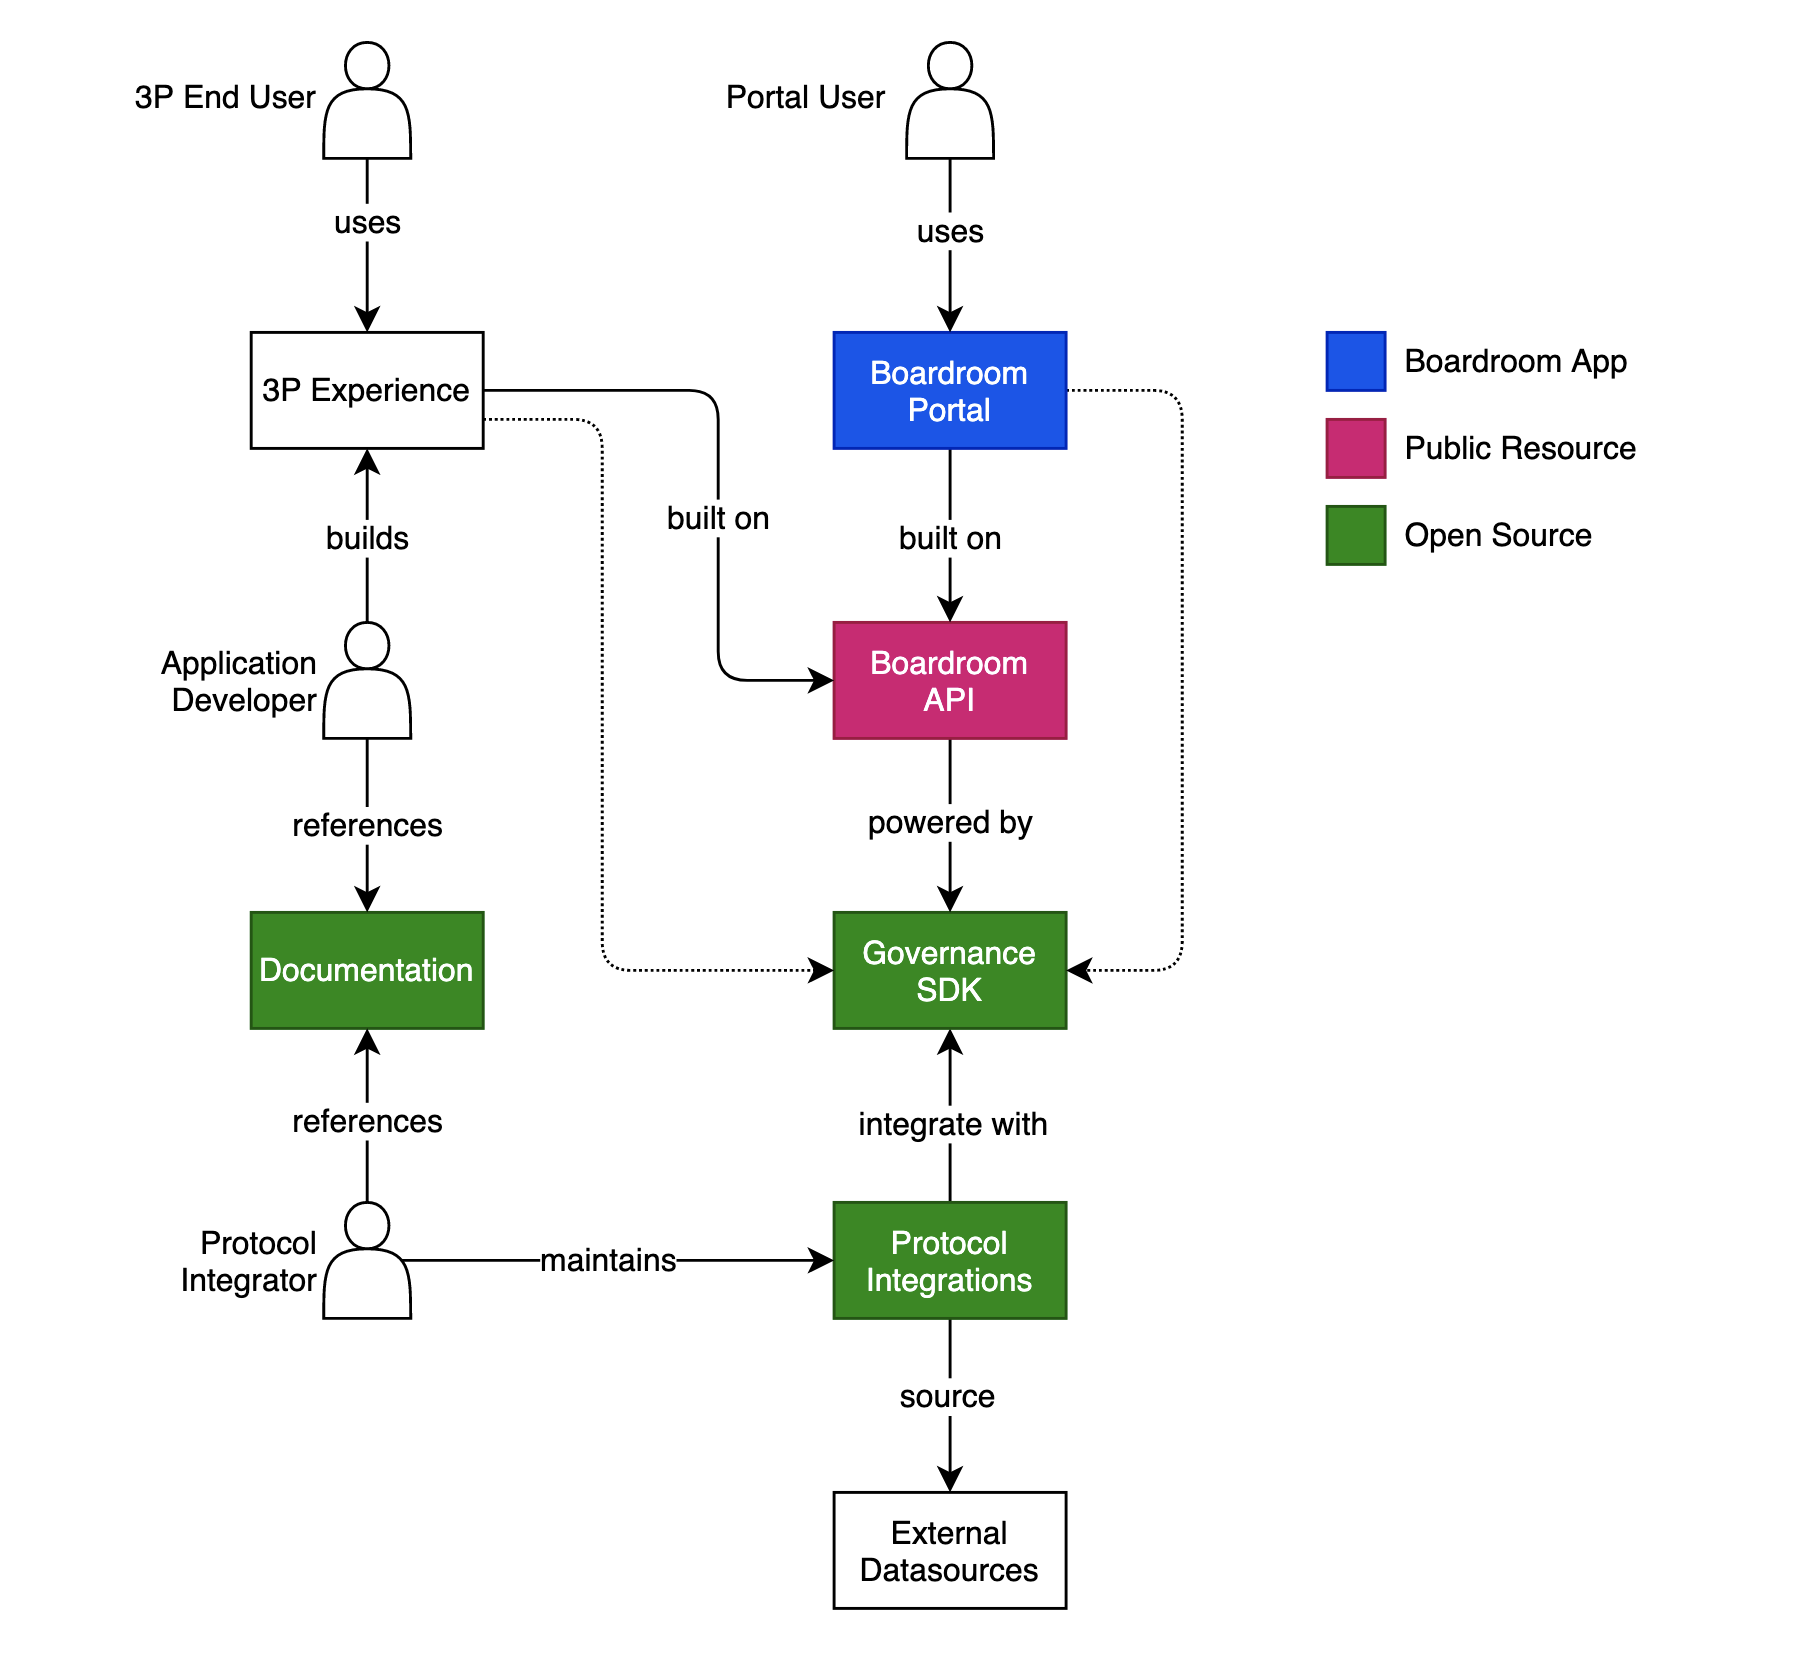 3P End User
Portal User
uses
uses
3P Experience
Boardroom
Portal
Boardroom App
Public Resource
Open Source
built on
builds
built on
Application
Developer
Boardroom
API
references
powered by
Documentation
Governance
SDK
references
integrate with
Protocol
Integrator
maintains
Protocol
Integrations
source
External
Datasources